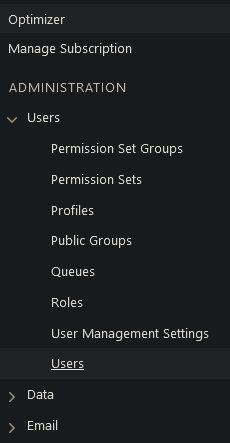 Optimizer
Manage Subscription
ADMINISTRATION
Users
Permission Set Groups
Permission Sets
Profiles
Public Groups
Queues
Roles
User Management Settings
Users
Data
Email